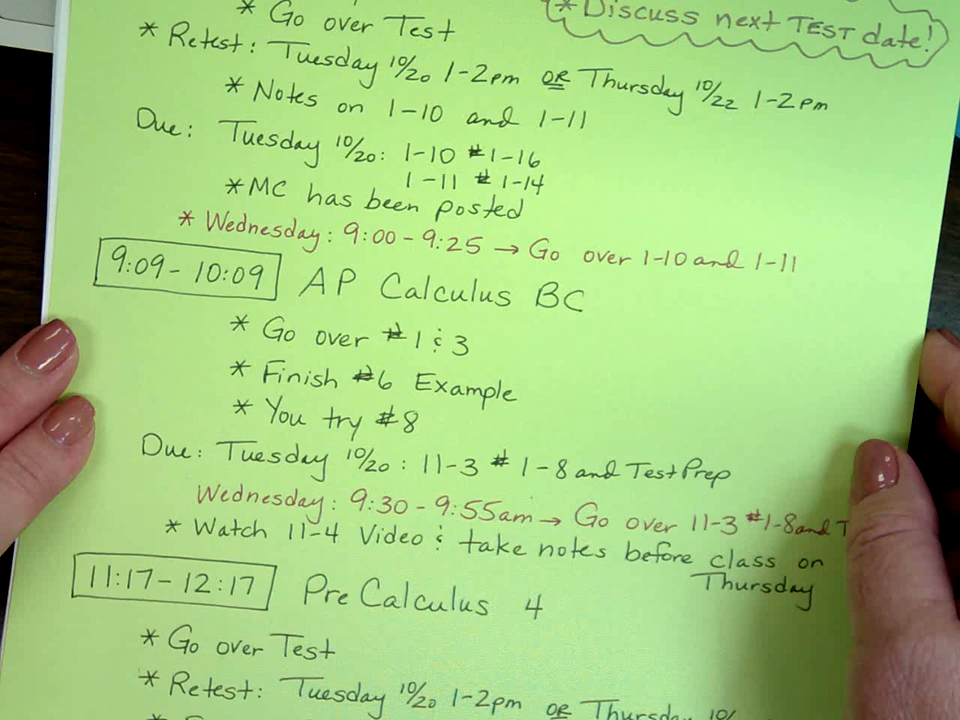 * Go over Test
* Discuss next TEST date!
* Retest: Tuesday 10/20 1-2pm OR Thursday 10/22 1-2pm
* Notes on 1-10 and 1-11
Due: Tuesday 10/20: 1-10 #1-16
1-11 # 1-14
* MC has been posted
* Wednesday: 9:00 - 9:25 → Go over 1-10 and 1-11
9:09 - 10:09 AP Calculus BC
* Go over #1 & 3
* Finish #6 Example
* You try #8
Due: Tuesday 10/20: 11-3 # 1-8 and Test Prep
Wednesday: 9:30 - 9:55am → Go over 11-3 #1-8 and T
* Watch 11-4 Video & take notes before class on
Thursday
11:17 - 12:17 PreCalculus 4
* Go over Test
* Retest: Tuesday 10/20 1-2pm OR Thursday 10/